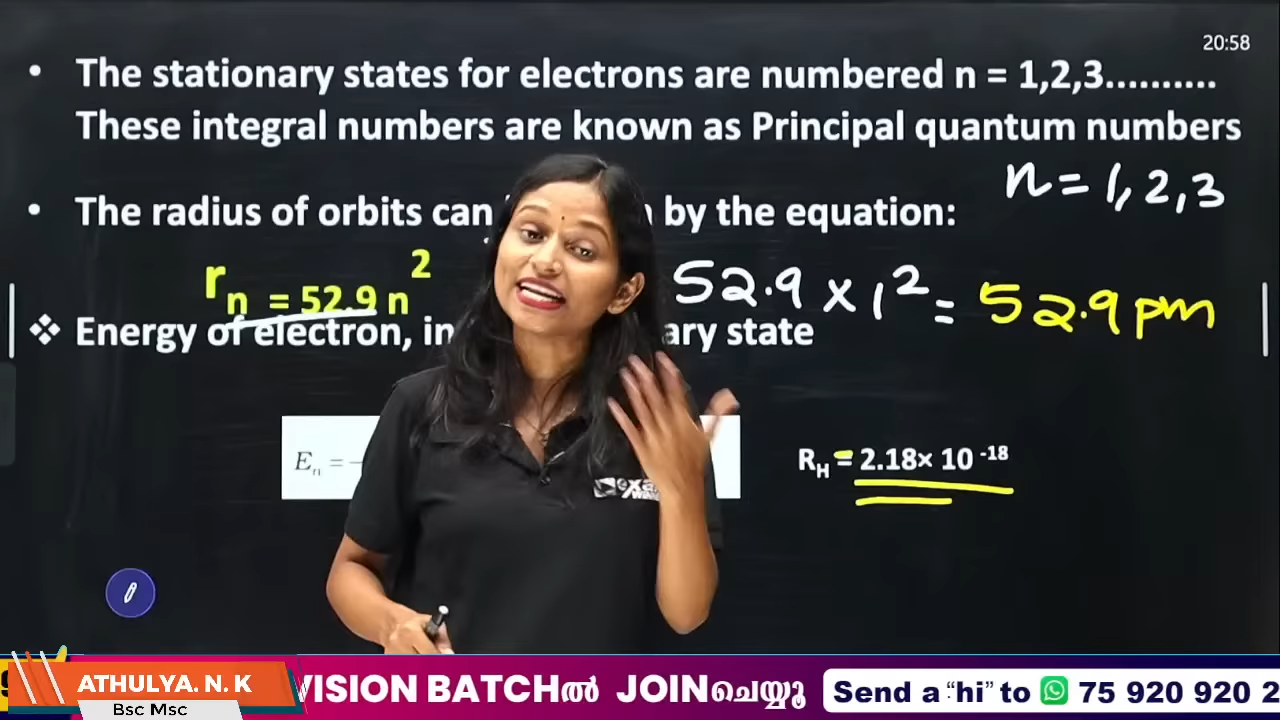 20:58
• The stationary states for electrons are numbered n = 1,2,3..........
These integral numbers are known as Principal quantum numbers
n = 1, 2, 3
• The radius of orbits can by the equation:
rₙ = 52.9 n²
52.9 × 1² = 52.9 pm
❖ Energy of electron, in state
Eₙ = –
R_H = 2.18× 10 ⁻¹⁸
ATHULYA. N. K
Bsc Msc
VISION BATCHൽ JOINചെയ്യൂ
Send a “hi” to 75 920 920 2